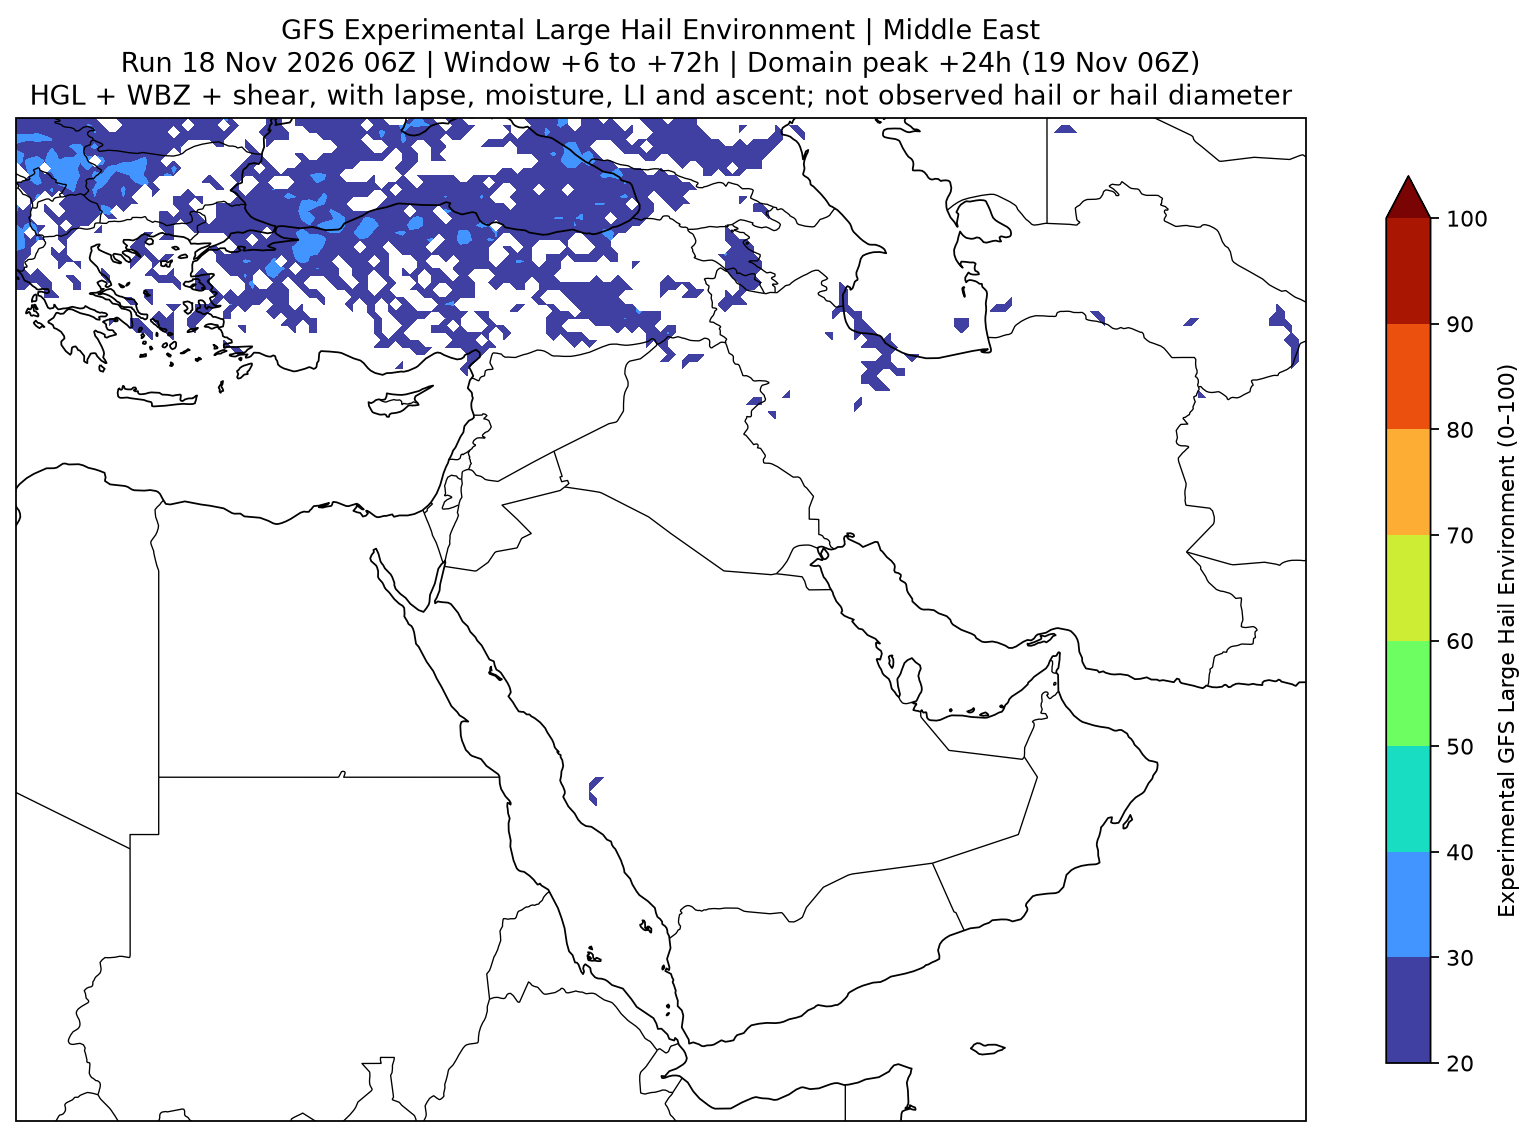 GFS Experimental Large Hail Environment | Middle East
Run 18 Nov 2026 06Z | Window +6 to +72h | Domain peak +24h (19 Nov 06Z)
HGL + WBZ + shear, with lapse, moisture, LI and ascent; not observed hail or hail diameter
100
90
80
70
60
50
40
30
20
Experimental GFS Large Hail Environment (0–100)